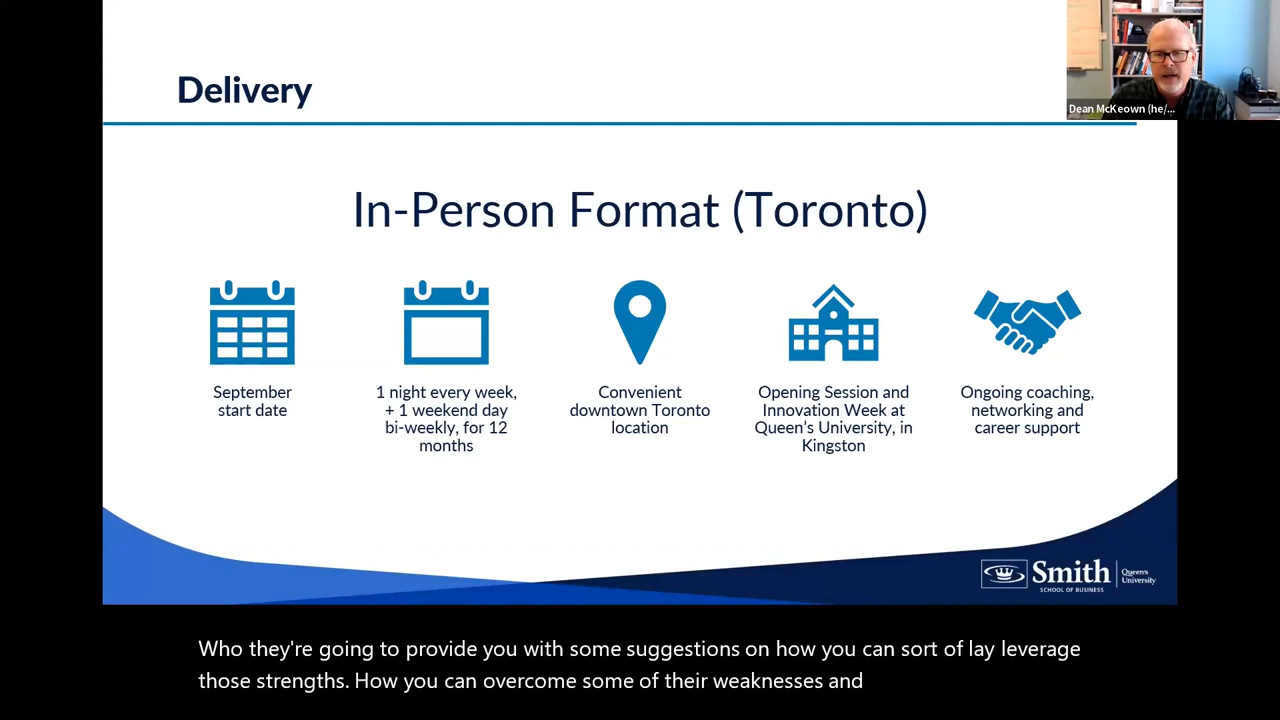 Delivery
Dean McKeown (he/...
In-Person Format (Toronto)
September
start date
1 night every week,
+ 1 weekend day
bi-weekly, for 12
months
Convenient
downtown Toronto
location
Opening Session and
Innovation Week at
Queen's University, in
Kingston
Ongoing coaching,
networking and
career support
Smith
SCHOOL OF BUSINESS
Queen's
University
Who they're going to provide you with some suggestions on how you can sort of lay leverage
those strengths. How you can overcome some of their weaknesses and